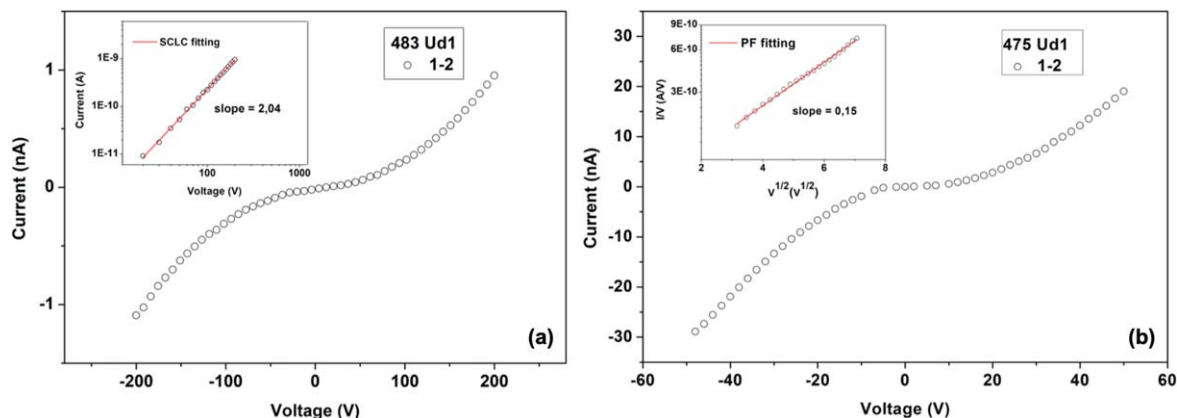 483 Ud1
1-2
SCLC fitting
slope = 2,04
Current (A)
1E-9
1E-10
1E-11
100
1000
Voltage (V)
Current (nA)
1
0
-1
-200
-100
0
100
200
Voltage (V)
(a)
475 Ud1
1-2
PF fitting
slope = 0,15
I/V (A/V)
9E-10
6E-10
3E-10
2
4
6
8
V1/2(V1/2)
Current (nA)
30
20
10
0
-10
-20
-30
-60
-40
-20
0
20
40
60
Voltage (V)
(b)